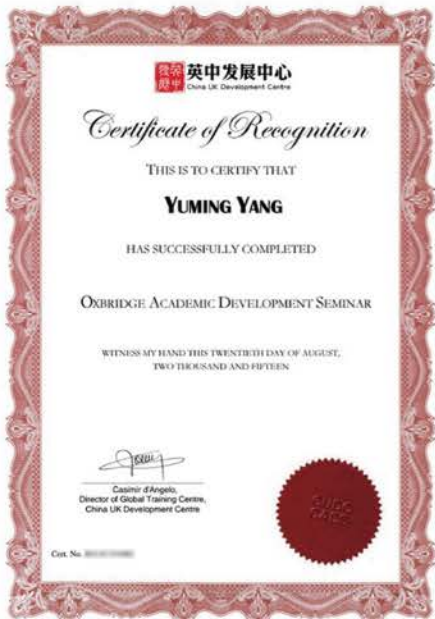 英中发展中心
China UK Development Centre
Certificate of Recognition
THIS IS TO CERTIFY THAT
YUMING YANG
HAS SUCCESSFULLY COMPLETED
OXBRIDGE ACADEMIC DEVELOPMENT SEMINAR
WITNESS MY HAND THIS TWENTIETH DAY OF AUGUST,
TWO THOUSAND AND FIFTEEN
Casimir d'Angelo,
Director of Global Training Centre,
China UK Development Centre
Cert. No.